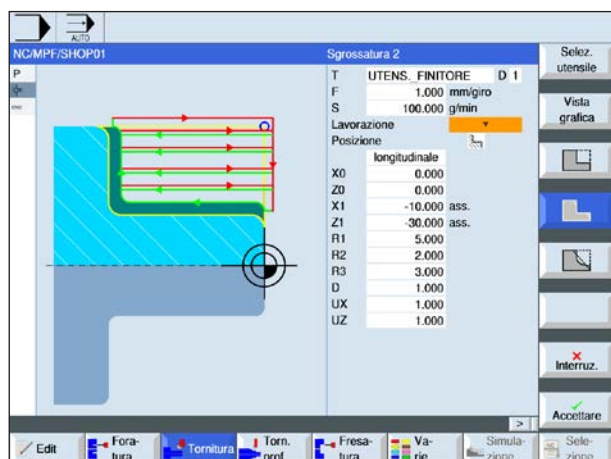 AUTO
NC/MPF/SHOP01
Sgrossatura 2
Selez. utensile
P
T UTENS._FINITORE D 1
F 1.000 mm/giro
S 100.000 g/min
Lavorazione
Posizione
longitudinale
X0 0.000
Z0 0.000
X1 -10.000 ass.
Z1 -30.000 ass.
R1 5.000
R2 2.000
R3 3.000
D 1.000
UX 1.000
UZ 1.000
Vista grafica
Interruz.
Accettare
>
Edit
Fora-
tura
Tornitura
Torn.
prof.
Fresa-
tura
Va-
rie
Simula-
zione
Sele-
zione